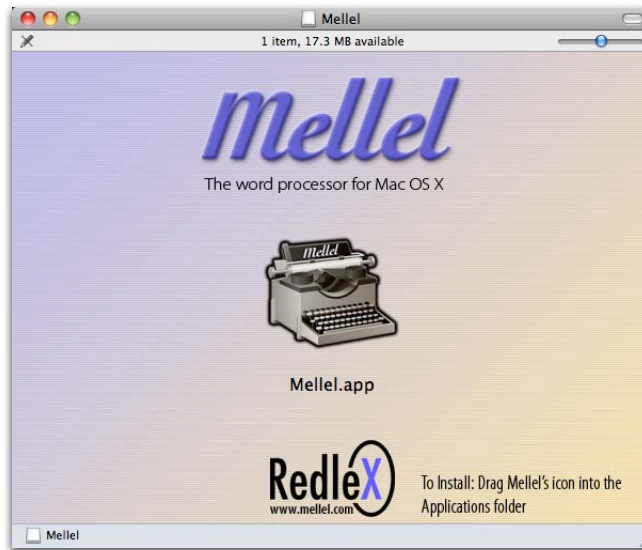 Mellel
1 item, 17.3 MB available
Mellel
The word processor for Mac OS X
Mellel
Mellel.app
RedléX
www.mellel.com
To Install: Drag Mellel's icon into the
Applications folder
Mellel